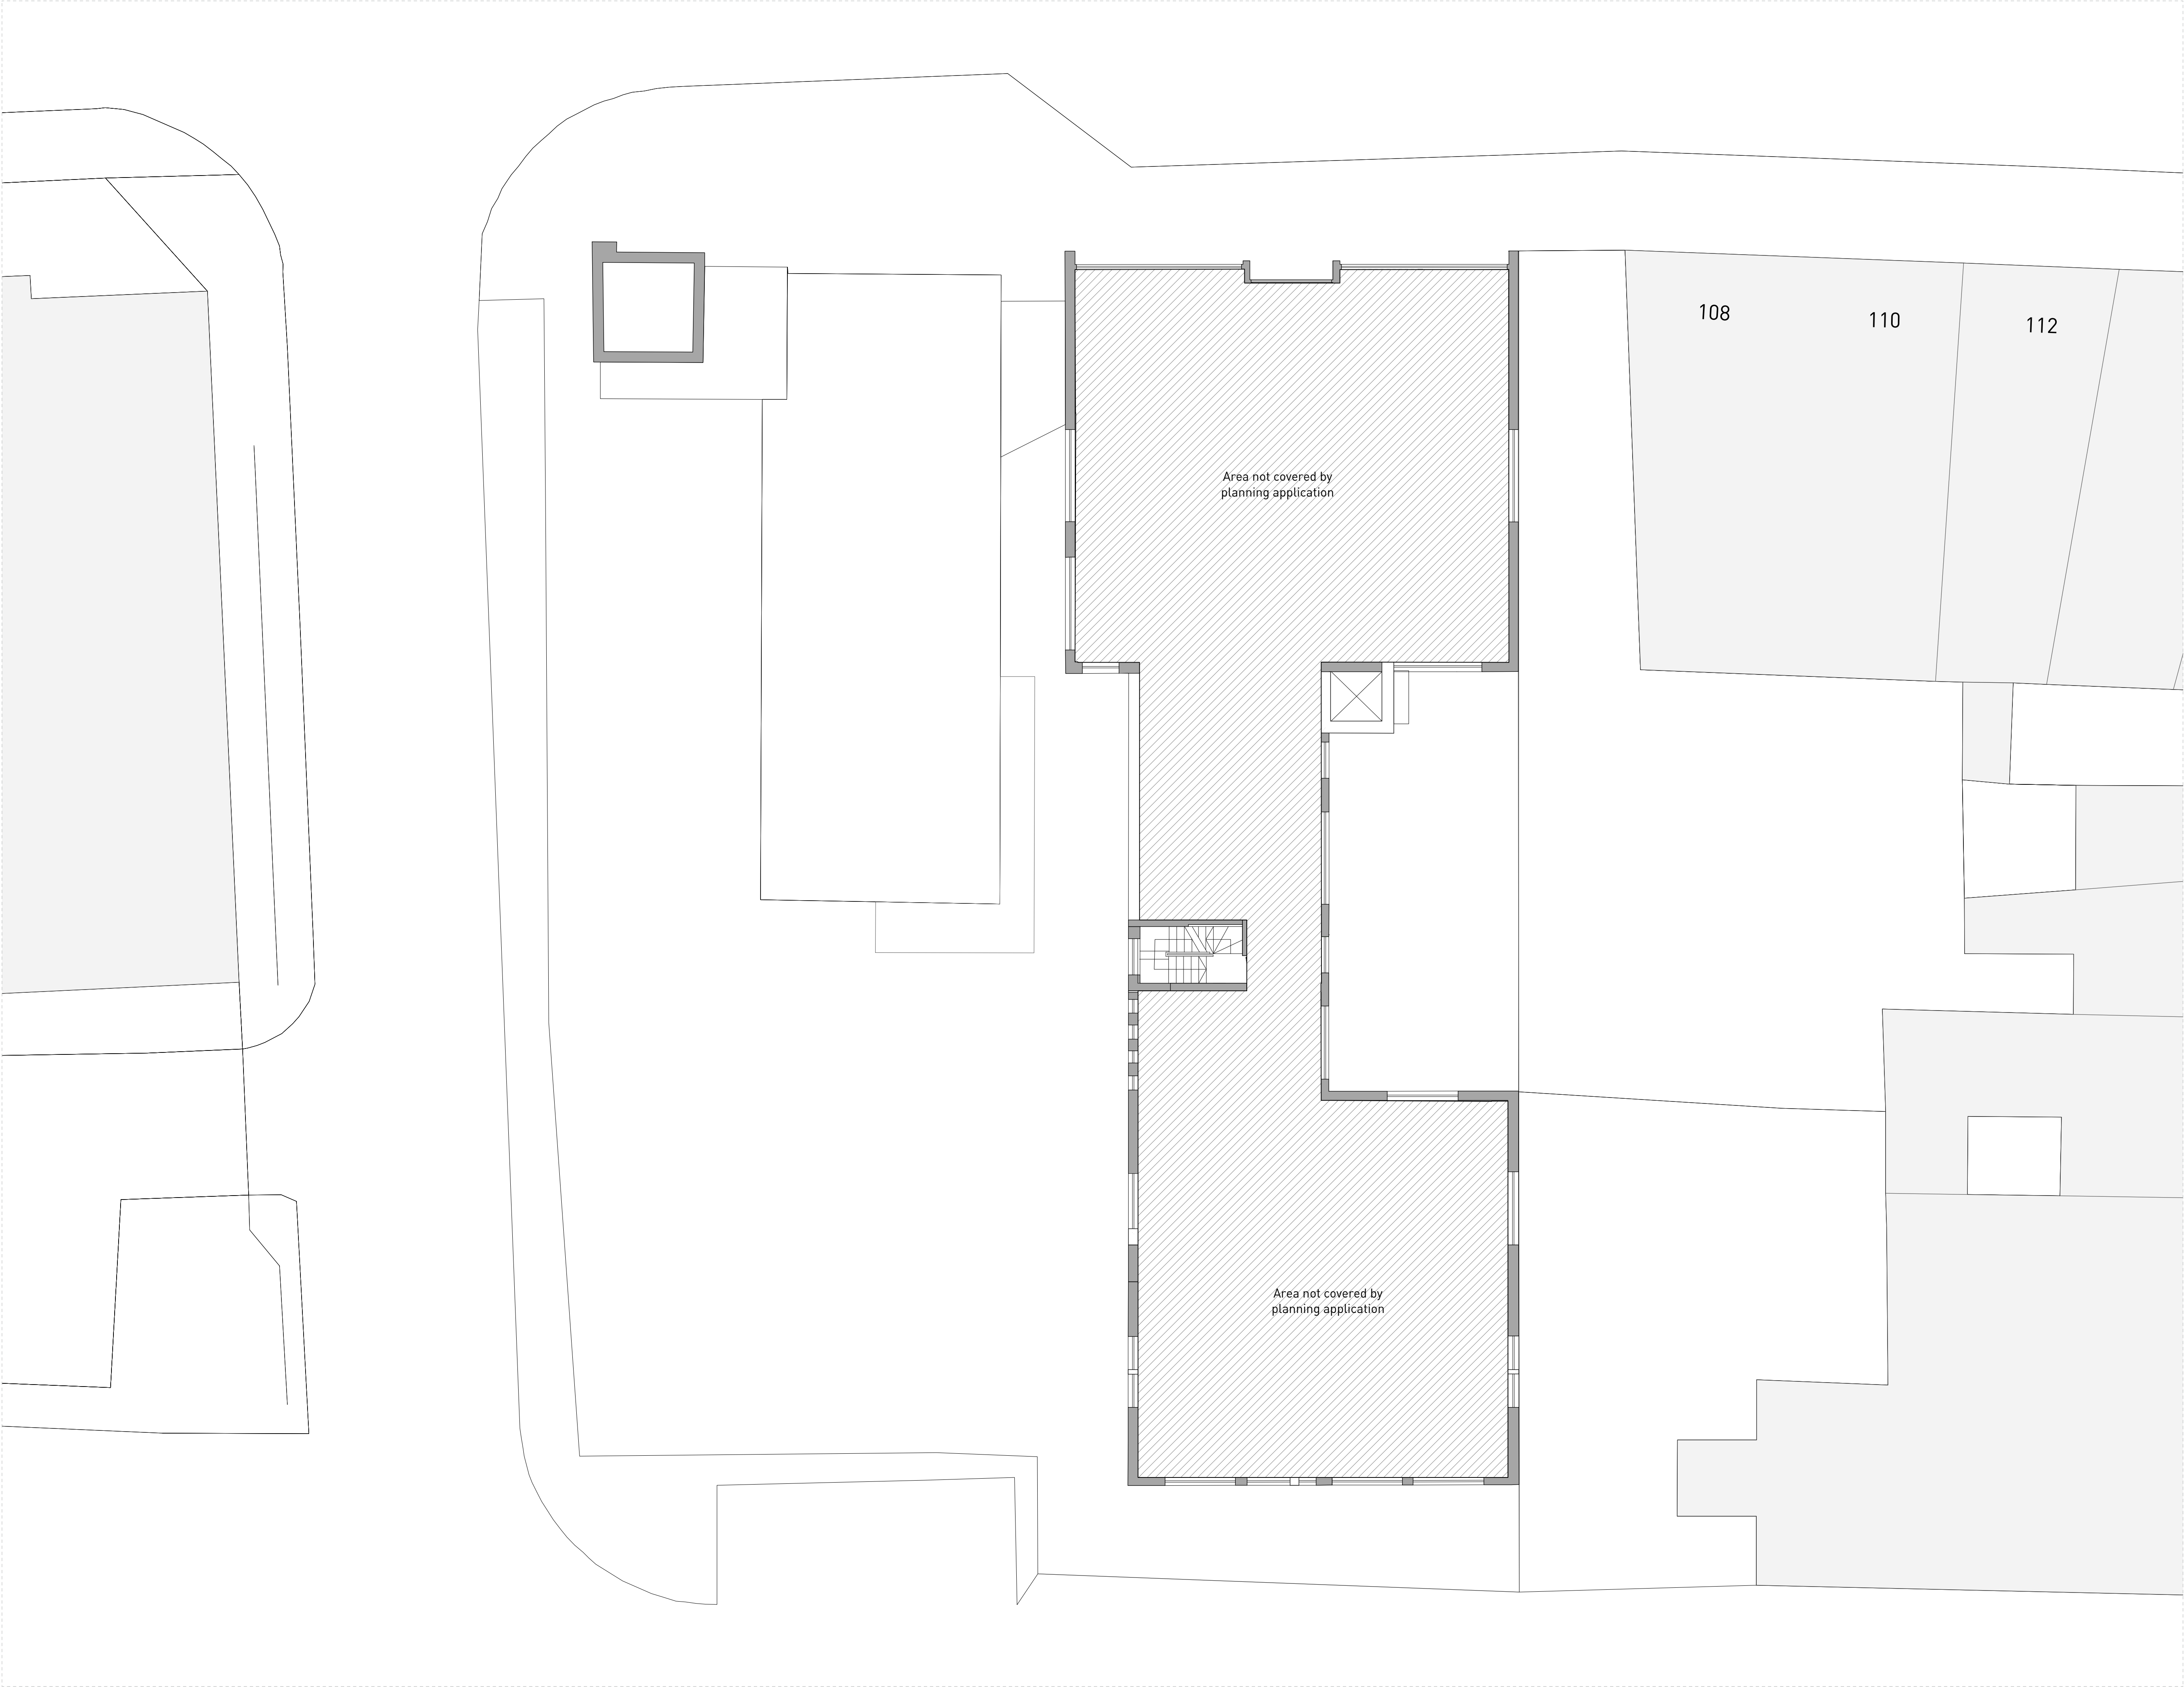 108
110
112
Area not covered by
planning application
Area not covered by
planning application